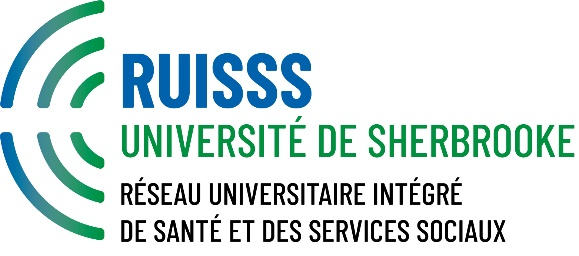 RUISSS
UNIVERSITÉ DE SHERBROOKE
RÉSEAU UNIVERSITAIRE INTÉGRÉ
DE SANTÉ ET DES SERVICES SOCIAUX